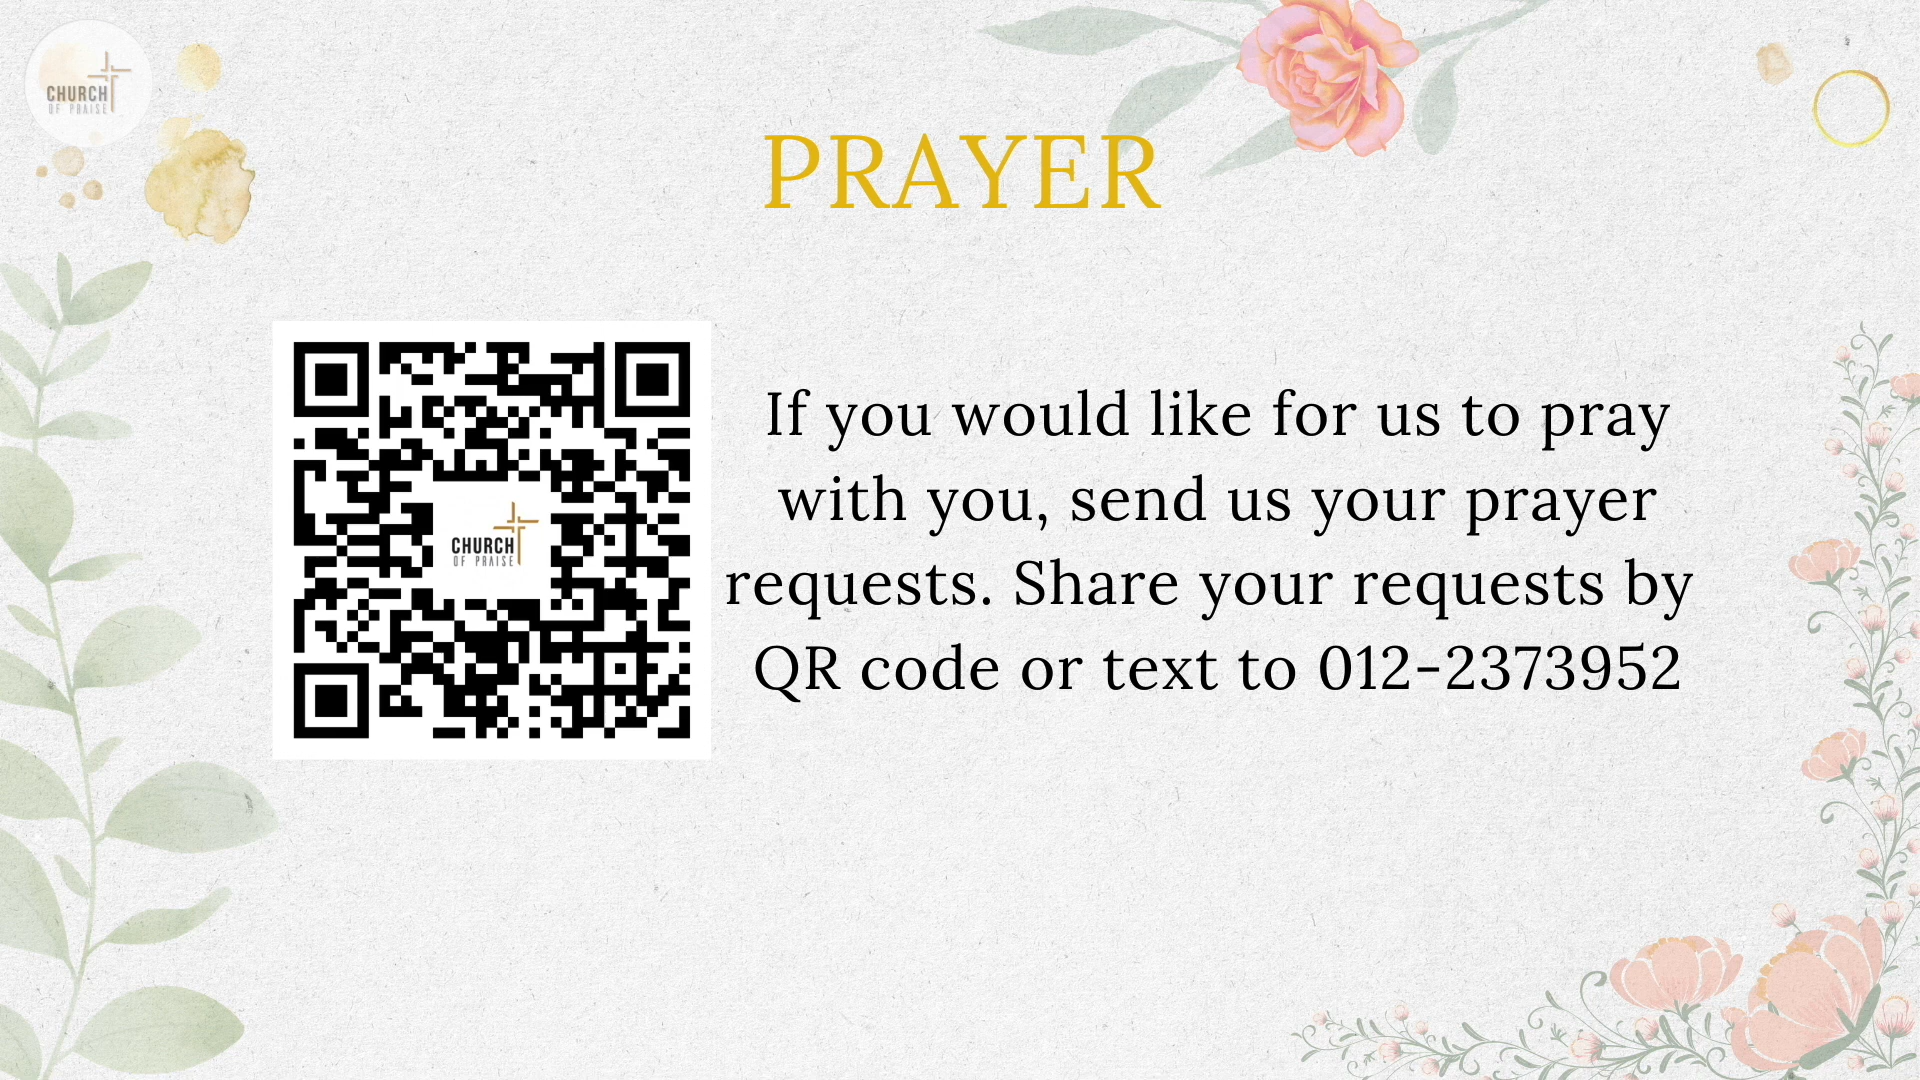 CHURCH
OF PRAISE
PRAYER
CHURCH
OF PRAISE
If you would like for us to pray
with you, send us your prayer
requests. Share your requests by
QR code or text to 012-2373952